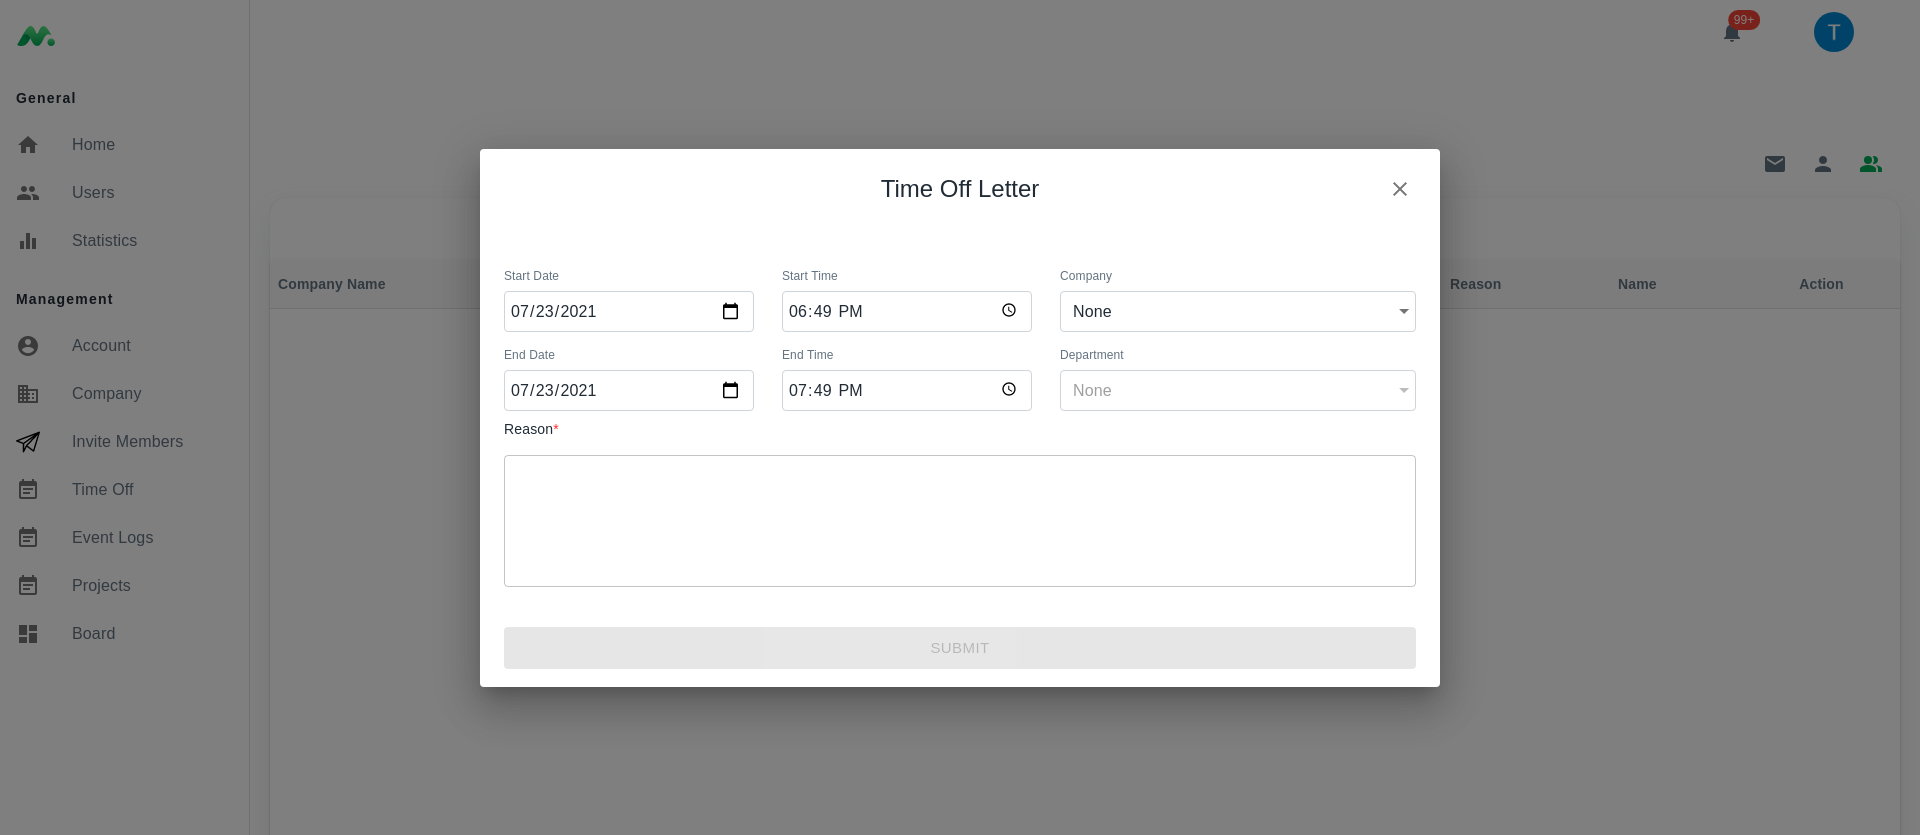 99+
T
General
Home
Users
Statistics
Management
Account
Company
Invite Members
Time Off
Event Logs
Projects
Board
Company Name
Reason
Name
Action
Time Off Letter
Start Date
Start Time
Company
07/23/2021
06:49 PM
None
End Date
End Time
Department
07/23/2021
07:49 PM
None
Reason*
SUBMIT